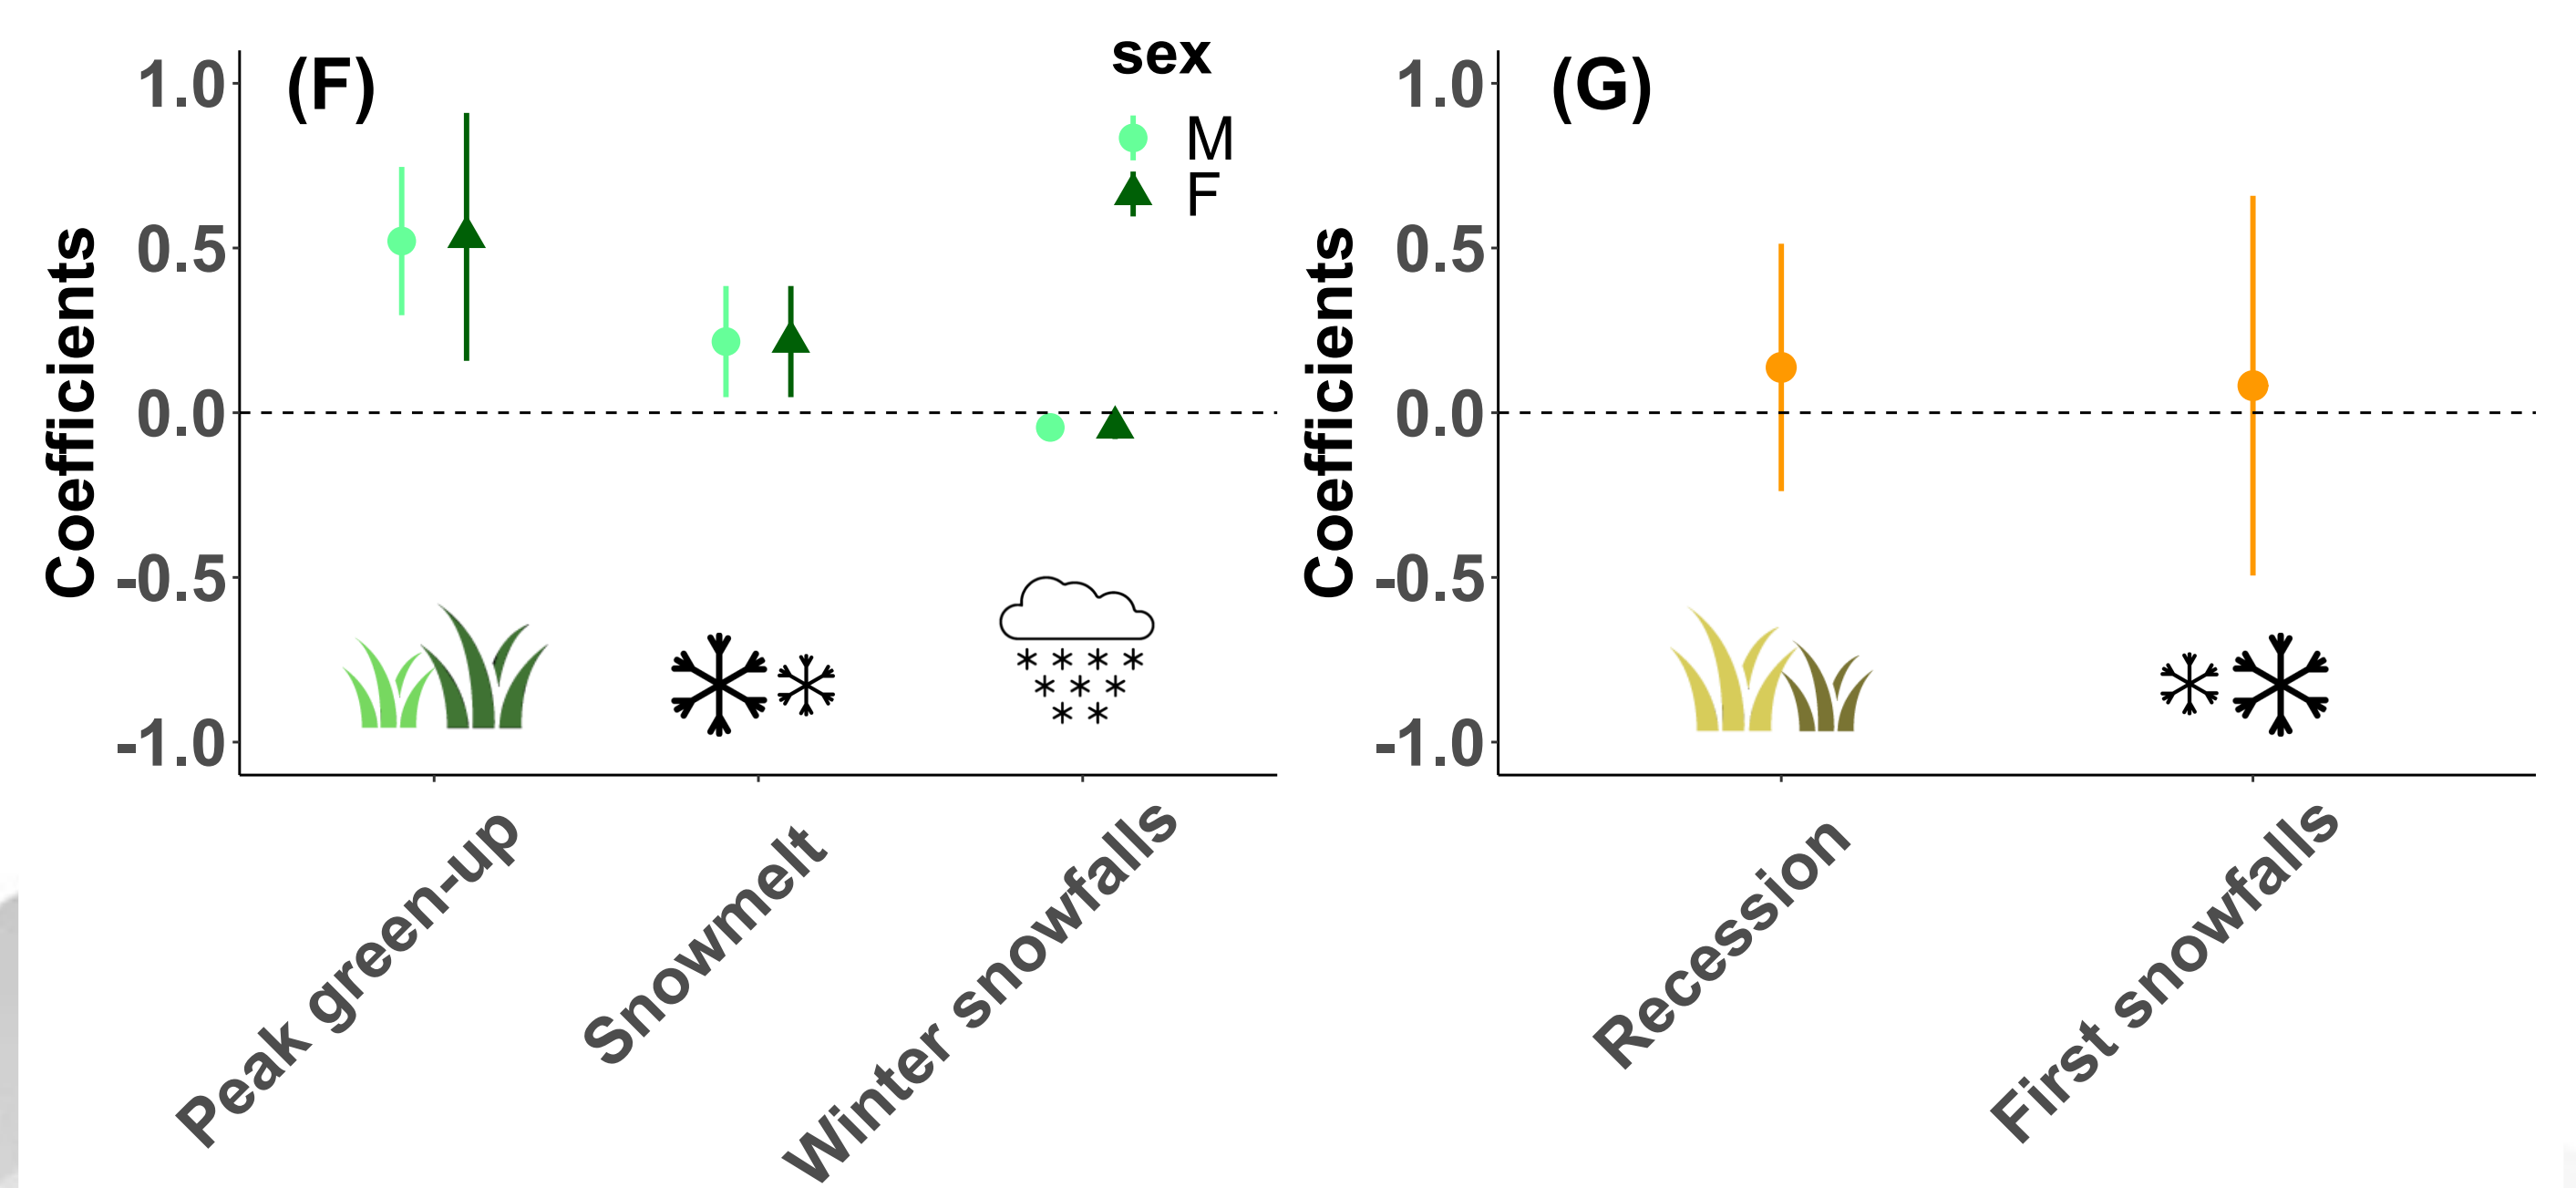 (F)
sex
M
F
1.0
0.5
0.0
-0.5
-1.0
Coefficients
Peak green-up
Snowmelt
Winter snowfalls
(G)
1.0
0.5
0.0
-0.5
-1.0
Coefficients
Recession
First snowfalls